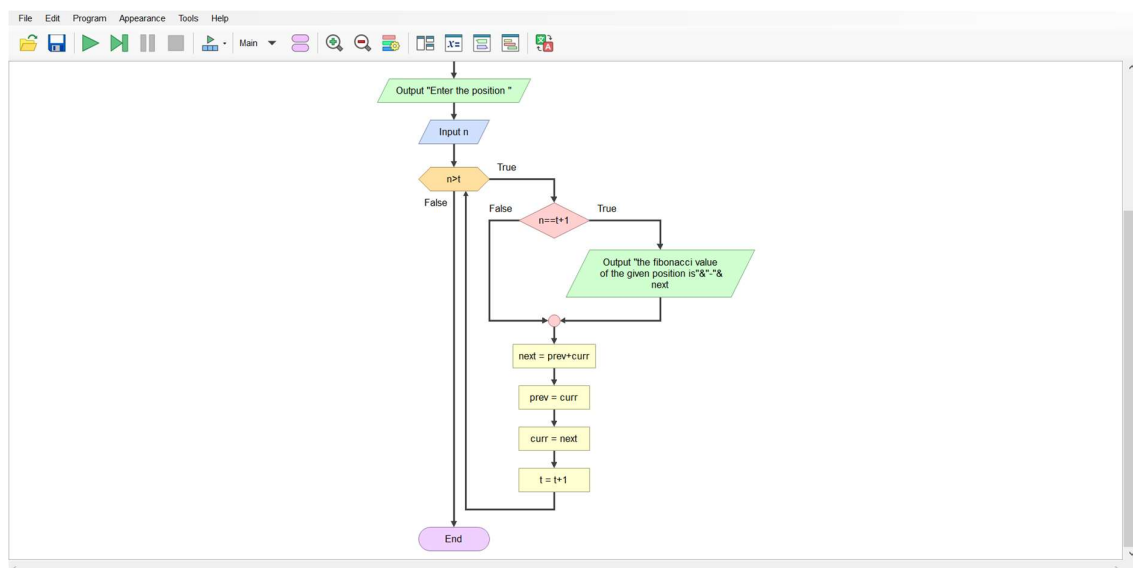 File Edit Program Appearance Tools Help
Main
x=
Output "Enter the position "
Input n
n>t
True
False
n==t+1
False
True
Output "the fibonacci value
of the given position is"&"-"&
next
next = prev+curr
prev = curr
curr = next
t = t+1
End